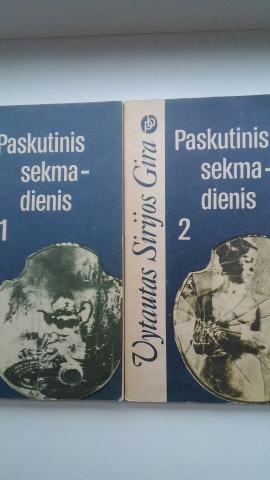 Paskutinis
sekma-
dienis
1
Vytautas Sirijos Gira
Paskutinis
sekma-
dienis
2